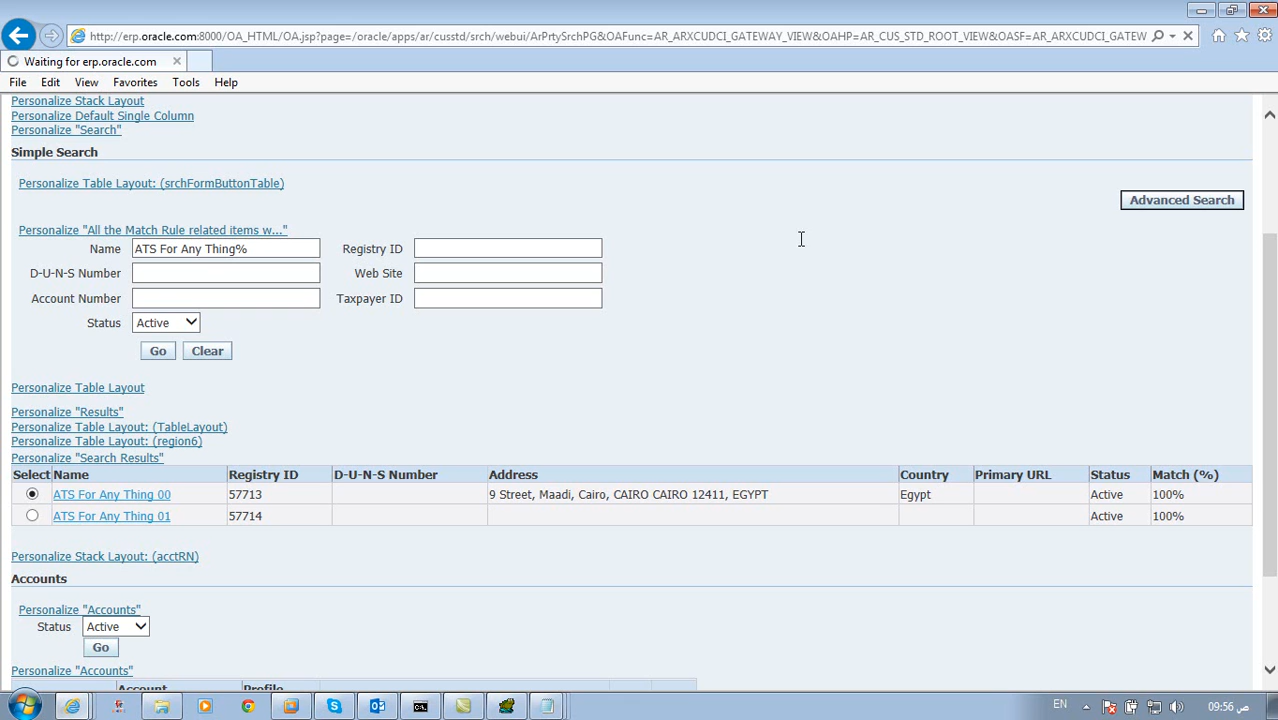 http://erp.oracle.com:8000/OA_HTML/OA.jsp?page=/oracle/apps/ar/cusstd/srch/webui/ArPrtySrchPG&OAFunc=AR_ARXCUDCI_GATEWAY_VIEW&OAHP=AR_CUS_STD_ROOT_VIEW&OASF=AR_ARXCUDCI_GATEW
Waiting for erp.oracle.com
File Edit View Favorites Tools Help
Personalize Stack Layout
Personalize Default Single Column
Personalize "Search"
Simple Search
Personalize Table Layout: (srchFormButtonTable)
Advanced Search
Personalize "All the Match Rule related items w..."
Name ATS For Any Thing% Registry ID
D-U-N-S Number Web Site
Account Number Taxpayer ID
Status Active
Go Clear
Personalize Table Layout
Personalize "Results"
Personalize Table Layout: (TableLayout)
Personalize Table Layout: (region6)
Personalize "Search Results"
Select Name Registry ID D-U-N-S Number Address Country Primary URL Status Match (%)
ATS For Any Thing 00 57713 9 Street, Maadi, Cairo, CAIRO CAIRO 12411, EGYPT Egypt Active 100%
ATS For Any Thing 01 57714 Active 100%
Personalize Stack Layout: (acctRN)
Accounts
Personalize "Accounts"
Status Active
Go
Personalize "Accounts"
Account Profile
EN 09:56 ص